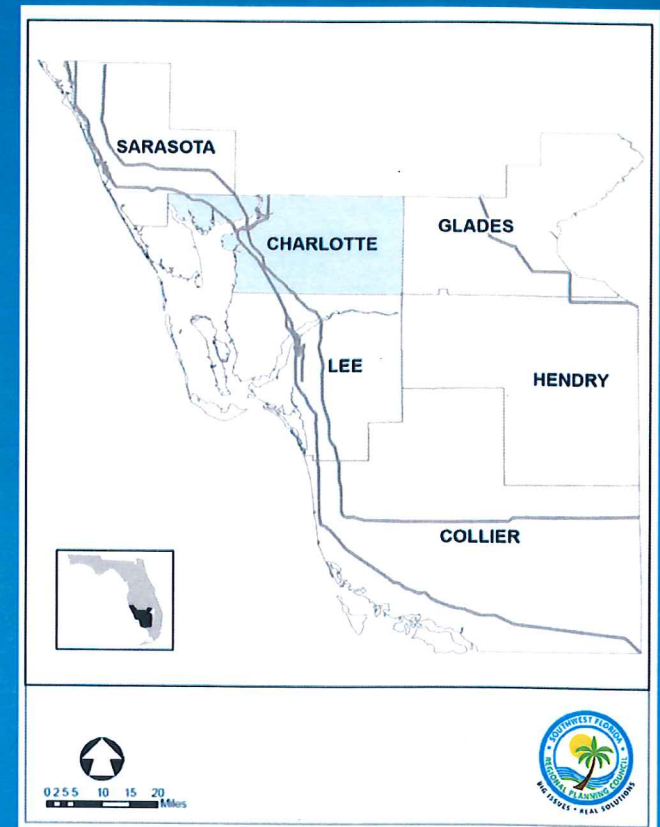 SARASOTA
CHARLOTTE
GLADES
LEE
HENDRY
COLLIER
0 2.5 5 10 15 20
Miles
SOUTHWEST FLORIDA
REGIONAL PLANNING COUNCIL
BIG ISSUES • REAL SOLUTIONS